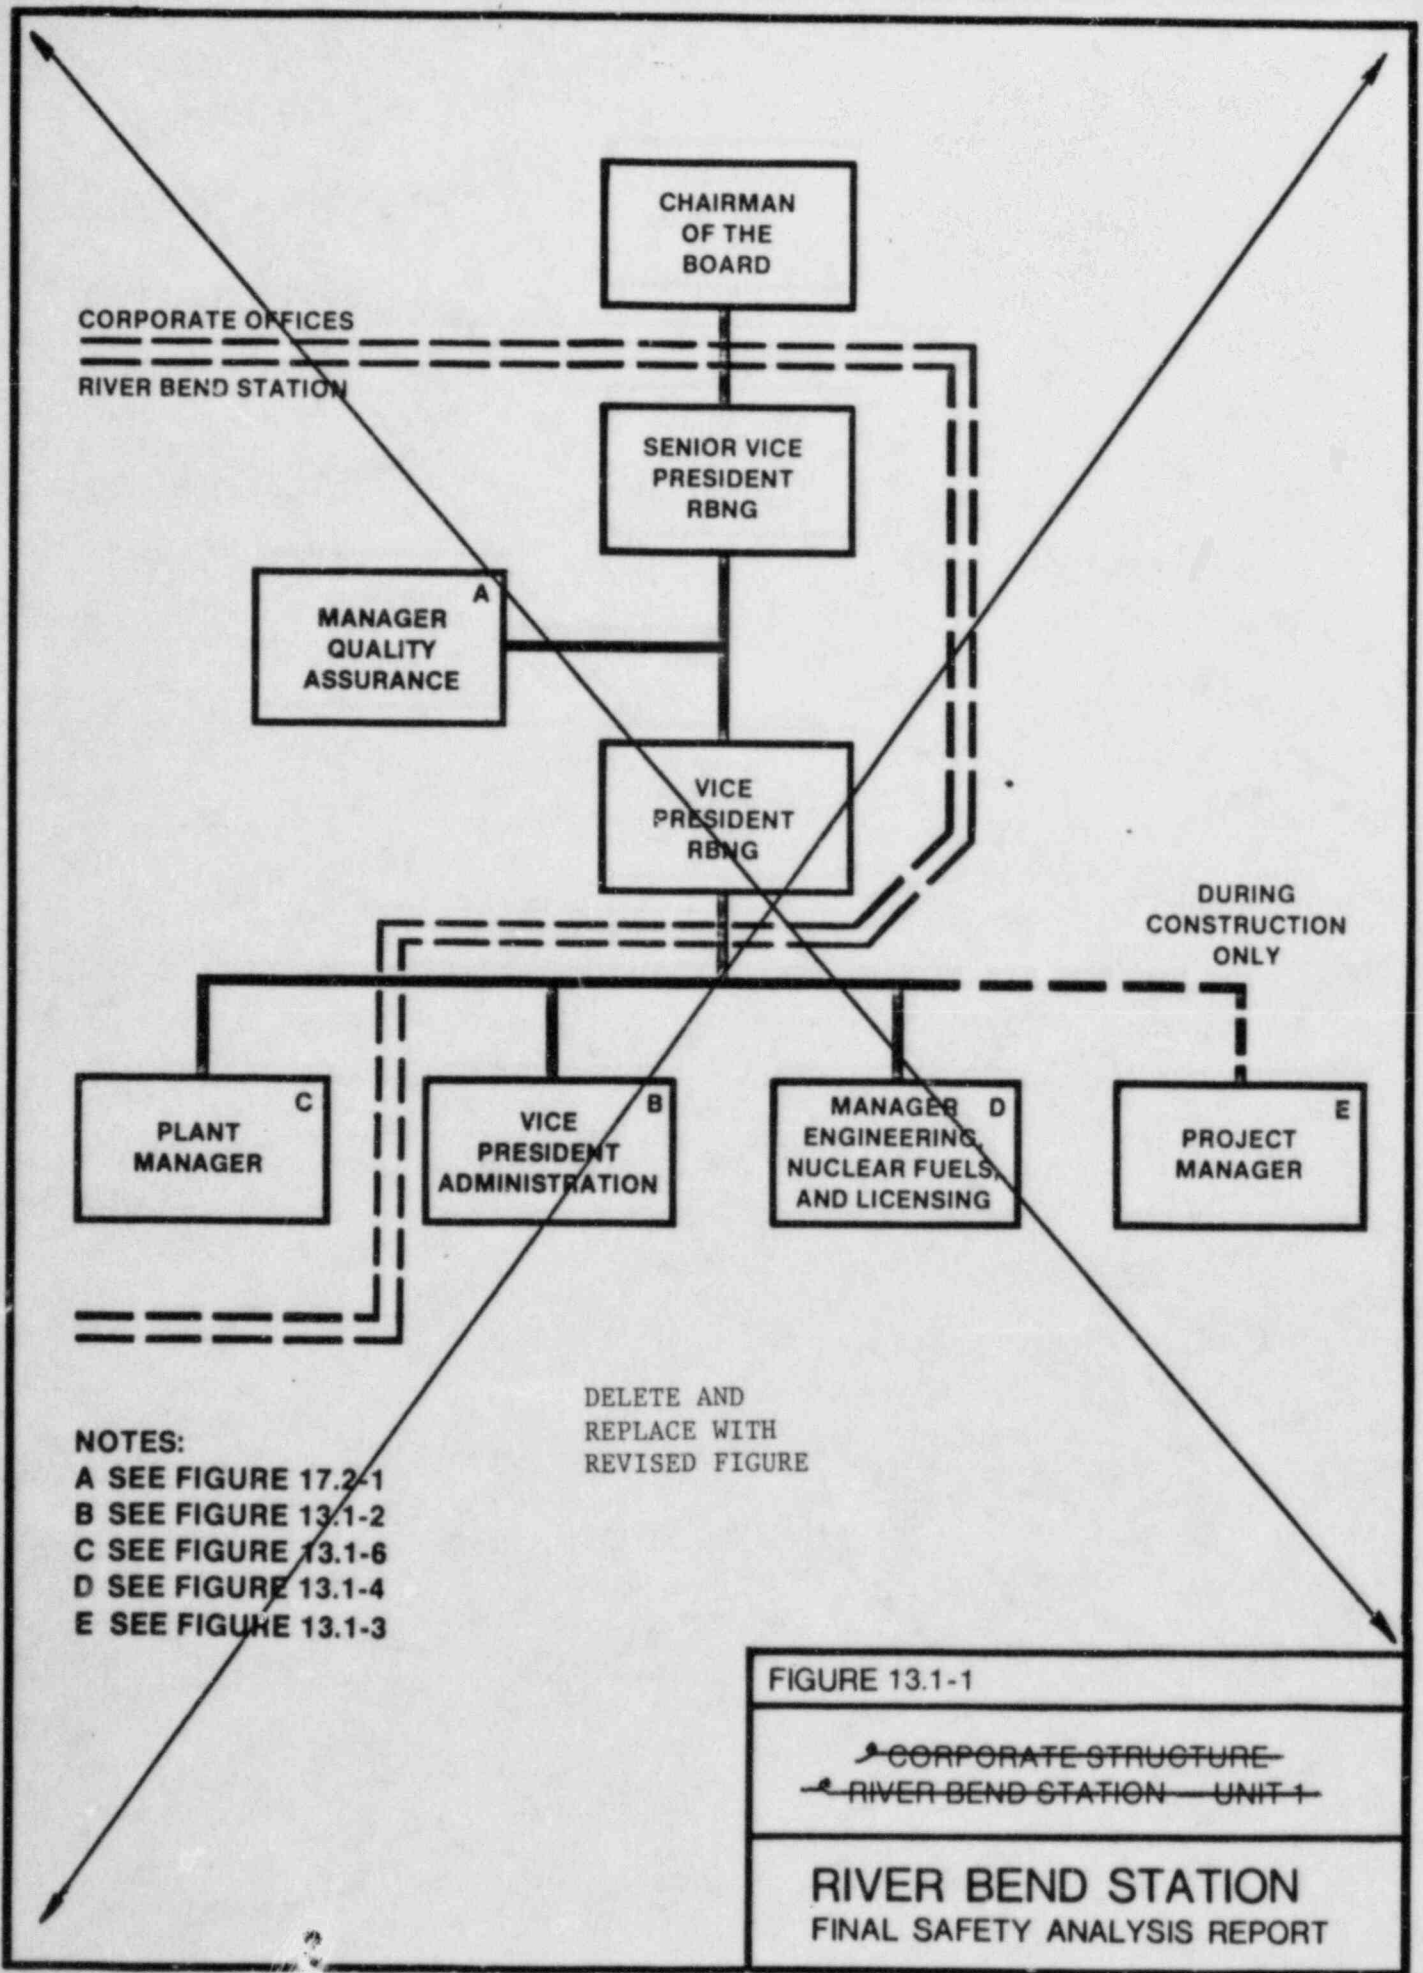 CHAIRMAN
OF THE
BOARD
CORPORATE OFFICES
RIVER BEND STATION
SENIOR VICE
PRESIDENT
RBNG
A
MANAGER
QUALITY
ASSURANCE
VICE
PRESIDENT
RBNG
DURING
CONSTRUCTION
ONLY
C
PLANT
MANAGER
B
VICE
PRESIDENT
ADMINISTRATION
MANAGER D
ENGINEERING,
NUCLEAR FUELS,
AND LICENSING
E
PROJECT
MANAGER
DELETE AND
REPLACE WITH
REVISED FIGURE
NOTES:
A SEE FIGURE 17.2-1
B SEE FIGURE 13.1-2
C SEE FIGURE 13.1-6
D SEE FIGURE 13.1-4
E SEE FIGURE 13.1-3
FIGURE 13.1-1
CORPORATE STRUCTURE
RIVER BEND STATION — UNIT 1
RIVER BEND STATION
FINAL SAFETY ANALYSIS REPORT